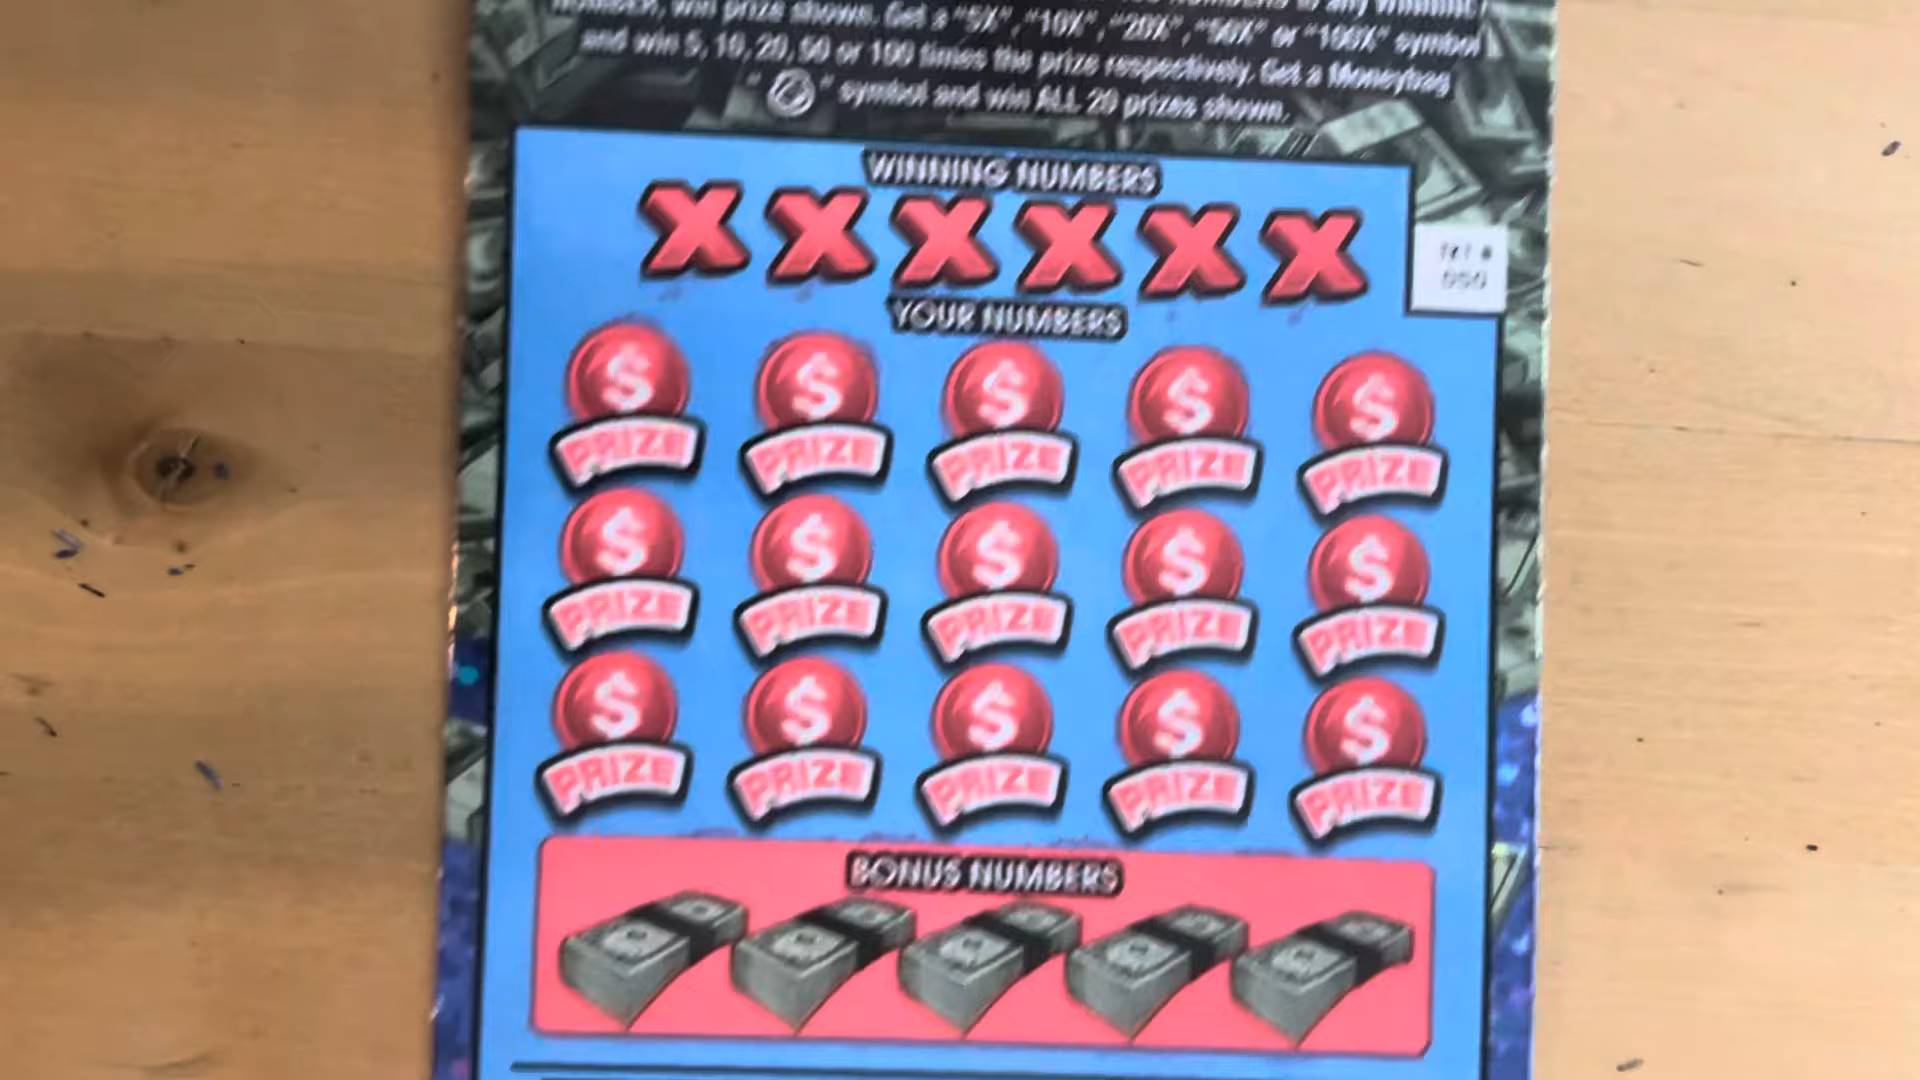 win prize shown. Get a "5X", "10X", "20X", "50X" or "100X" symbol
and win 5, 10, 20, 50 or 100 times the prize respectively. Get a Moneybag
" " symbol and win ALL 20 prizes shown.
WINNING NUMBERS
X X X X X X
TKT #
000
YOUR NUMBERS
$ $ $ $ $
PRIZE PRIZE PRIZE PRIZE PRIZE
$ $ $ $ $
PRIZE PRIZE PRIZE PRIZE PRIZE
$ $ $ $ $
PRIZE PRIZE PRIZE PRIZE PRIZE
BONUS NUMBERS